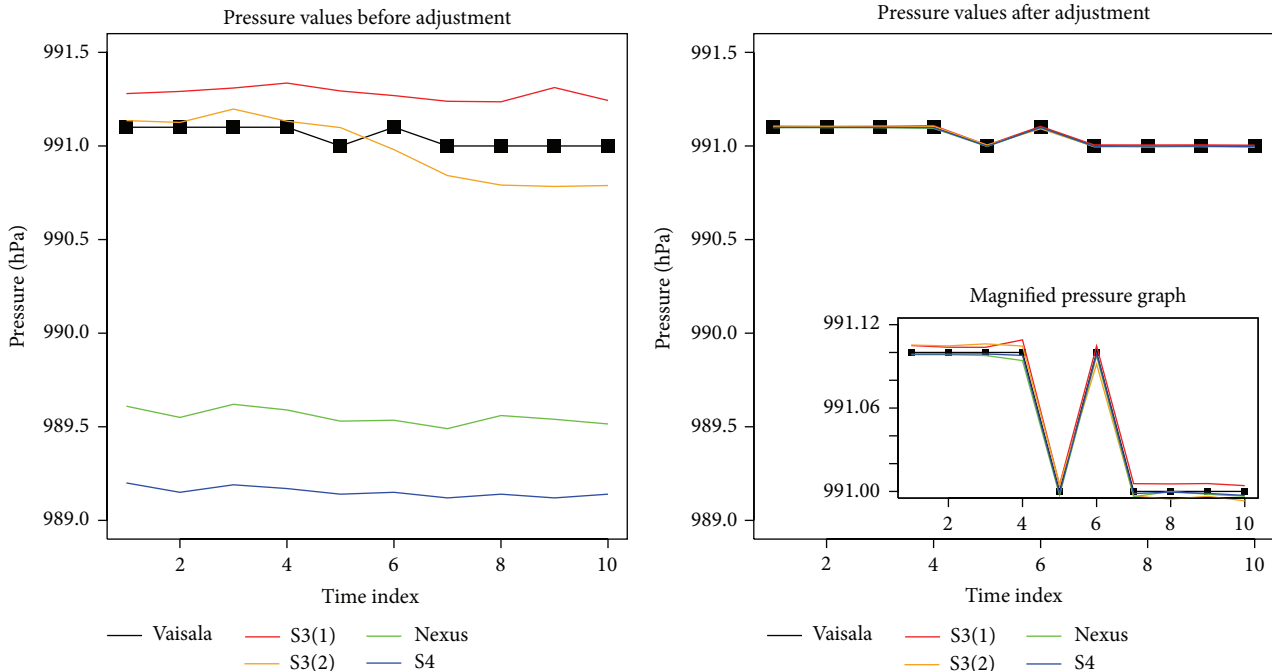 Pressure values before adjustment
991.5
991.0
990.5
990.0
989.5
989.0
Pressure (hPa)
2 4 6 8 10
Time index
Vaisala S3(1) Nexus
S3(2) S4
Pressure values after adjustment
991.5
991.0
990.5
990.0
989.5
989.0
Pressure (hPa)
Magnified pressure graph
991.12
991.06
991.00
2 4 6 8 10
2 4 6 8 10
Time index
Vaisala S3(1) Nexus
S3(2) S4